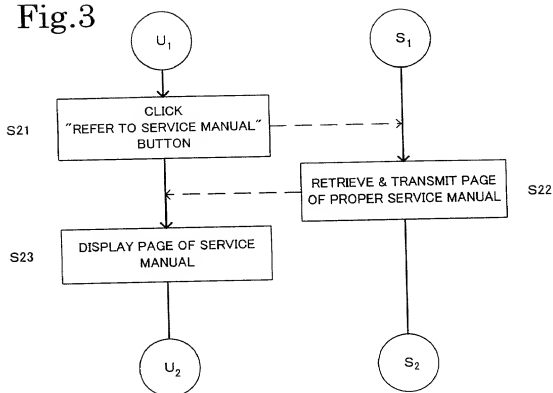 Fig.3
U1
S1
S21
CLICK
"REFER TO SERVICE MANUAL"
BUTTON
RETRIEVE & TRANSMIT PAGE
OF PROPER SERVICE MANUAL
S22
S23
DISPLAY PAGE OF SERVICE
MANUAL
U2
S2